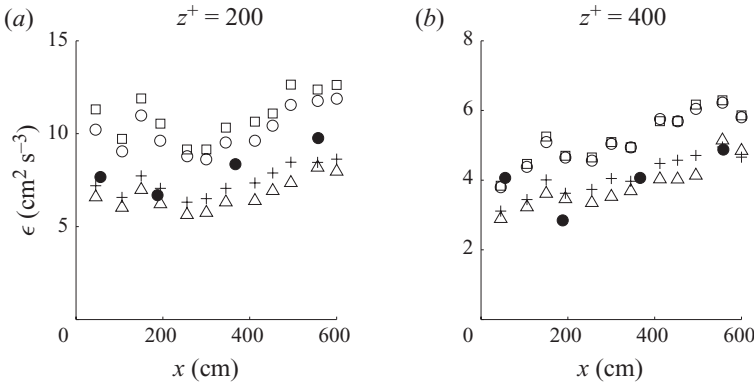 (a) z⁺ = 200
15
10
5
0 200 400 600
ϵ (cm² s⁻³)
x (cm)
(b) z⁺ = 400
8
6
4
2
0 200 400 600
x (cm)